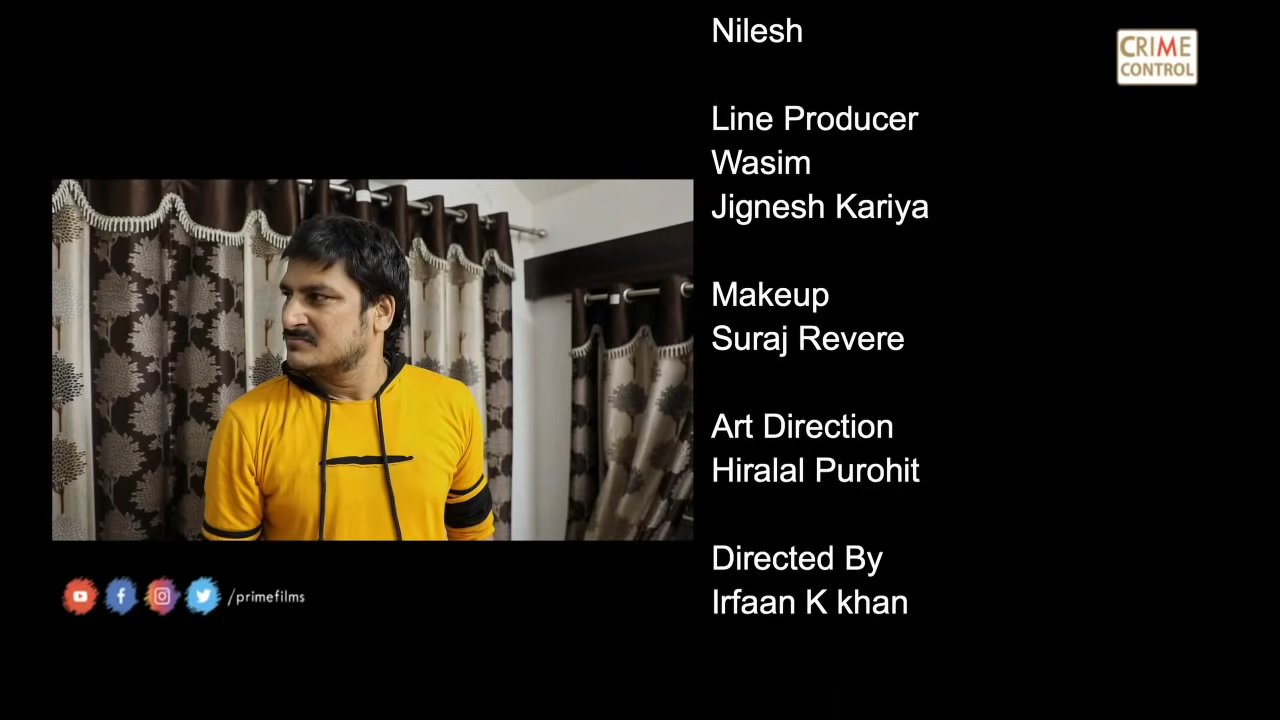 Nilesh
Line Producer
Wasim
Jignesh Kariya
Makeup
Suraj Revere
Art Direction
Hiralal Purohit
Directed By
Irfaan K khan
CRIME
CONTROL
/primefilms